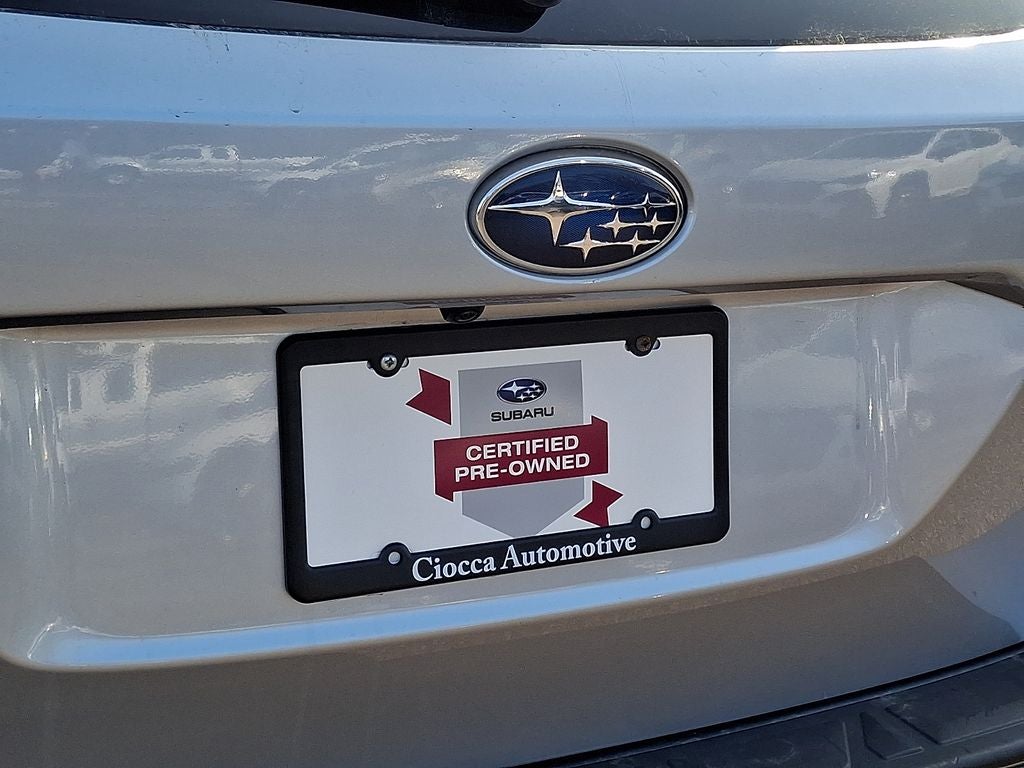 SUBARU
CERTIFIED
PRE-OWNED
Ciocca Automotive